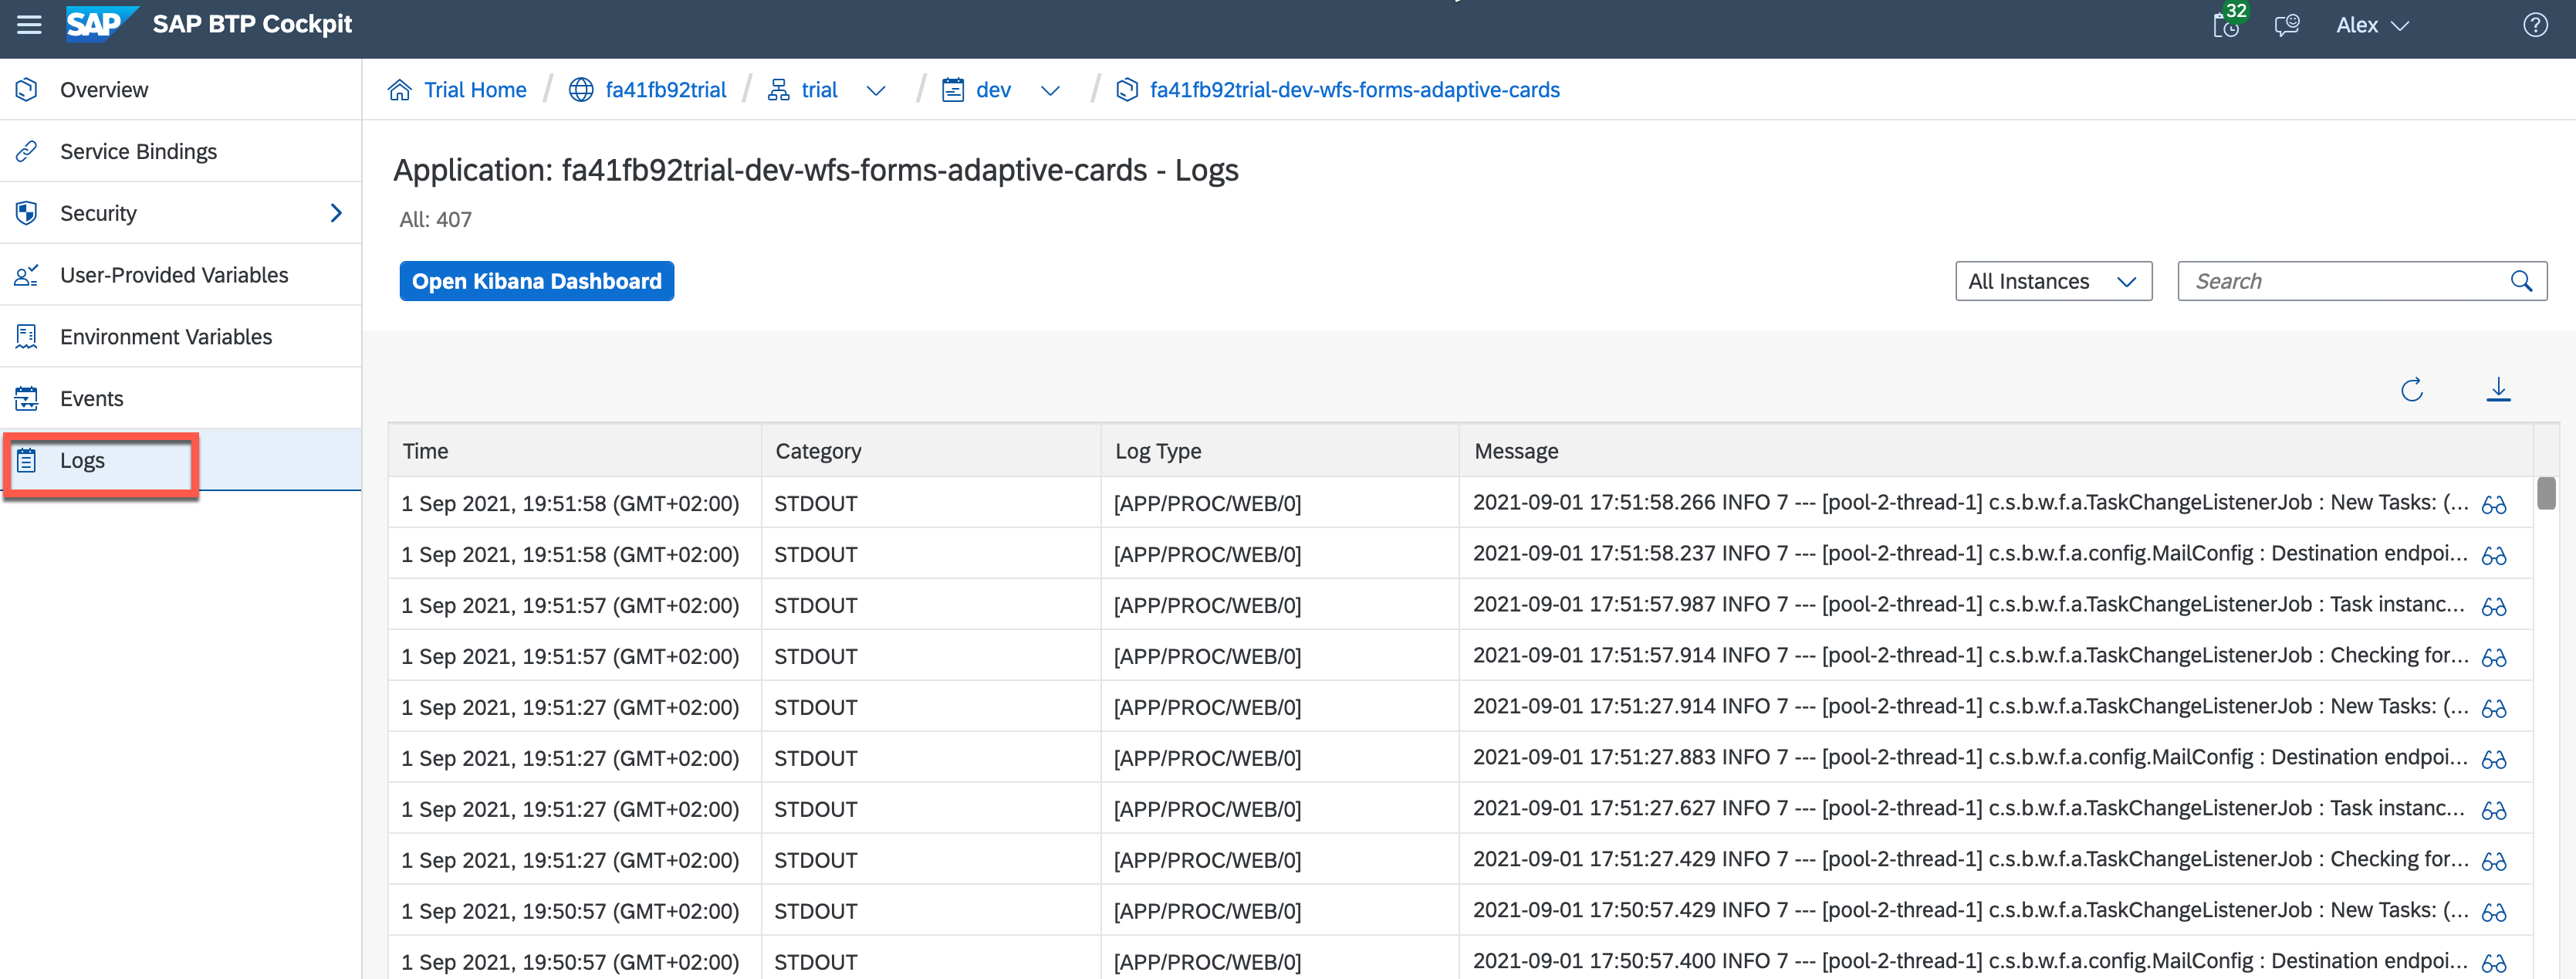 SAP SAP BTP Cockpit 32 Alex
Overview
Service Bindings
Security
User-Provided Variables
Environment Variables
Events
Logs
Trial Home / fa41fb92trial / trial / dev / fa41fb92trial-dev-wfs-forms-adaptive-cards
Application: fa41fb92trial-dev-wfs-forms-adaptive-cards - Logs
All: 407
Open Kibana Dashboard All Instances Search
Time Category Log Type Message
1 Sep 2021, 19:51:58 (GMT+02:00) STDOUT [APP/PROC/WEB/0] 2021-09-01 17:51:58.266 INFO 7 --- [pool-2-thread-1] c.s.b.w.f.a.TaskChangeListenerJob : New Tasks: (...
1 Sep 2021, 19:51:58 (GMT+02:00) STDOUT [APP/PROC/WEB/0] 2021-09-01 17:51:58.237 INFO 7 --- [pool-2-thread-1] c.s.b.w.f.a.config.MailConfig : Destination endpoi...
1 Sep 2021, 19:51:57 (GMT+02:00) STDOUT [APP/PROC/WEB/0] 2021-09-01 17:51:57.987 INFO 7 --- [pool-2-thread-1] c.s.b.w.f.a.TaskChangeListenerJob : Task instanc...
1 Sep 2021, 19:51:57 (GMT+02:00) STDOUT [APP/PROC/WEB/0] 2021-09-01 17:51:57.914 INFO 7 --- [pool-2-thread-1] c.s.b.w.f.a.TaskChangeListenerJob : Checking for...
1 Sep 2021, 19:51:27 (GMT+02:00) STDOUT [APP/PROC/WEB/0] 2021-09-01 17:51:27.914 INFO 7 --- [pool-2-thread-1] c.s.b.w.f.a.TaskChangeListenerJob : New Tasks: (...
1 Sep 2021, 19:51:27 (GMT+02:00) STDOUT [APP/PROC/WEB/0] 2021-09-01 17:51:27.883 INFO 7 --- [pool-2-thread-1] c.s.b.w.f.a.config.MailConfig : Destination endpoi...
1 Sep 2021, 19:51:27 (GMT+02:00) STDOUT [APP/PROC/WEB/0] 2021-09-01 17:51:27.627 INFO 7 --- [pool-2-thread-1] c.s.b.w.f.a.TaskChangeListenerJob : Task instanc...
1 Sep 2021, 19:51:27 (GMT+02:00) STDOUT [APP/PROC/WEB/0] 2021-09-01 17:51:27.429 INFO 7 --- [pool-2-thread-1] c.s.b.w.f.a.TaskChangeListenerJob : Checking for...
1 Sep 2021, 19:50:57 (GMT+02:00) STDOUT [APP/PROC/WEB/0] 2021-09-01 17:50:57.429 INFO 7 --- [pool-2-thread-1] c.s.b.w.f.a.TaskChangeListenerJob : New Tasks: (...
1 Sep 2021, 19:50:57 (GMT+02:00) STDOUT [APP/PROC/WEB/0] 2021-09-01 17:50:57.400 INFO 7 --- [pool-2-thread-1] c.s.b.w.f.a.config.MailConfig : Destination endpoi...